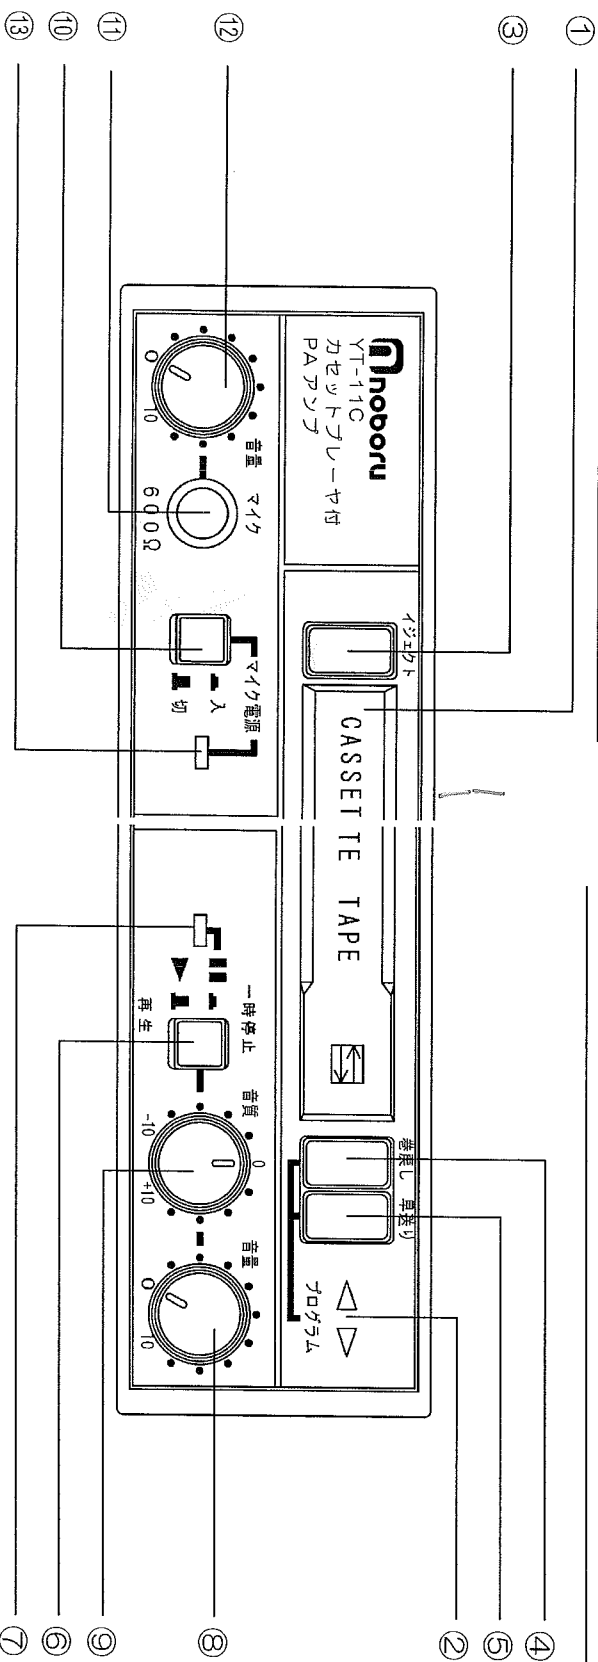 ① ③ ⑫ ⑪ ⑩ ⑬
noboru
YT-11C
カセットプレーヤ付
PAアンプ
イジェクト
CASSETTE TAPE
巻戻し 早送り
◁ ▷
プログラム
音量 マイク
0 10
600Ω
マイク電源
入
切
一時停止
再生
音質
0
-10 +10
音量
0 10
④ ⑤ ② ⑧ ⑨ ⑥ ⑦